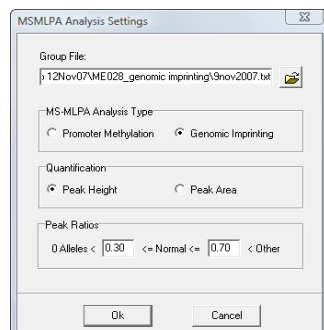 MSMLPA Analysis Settings
Group File:
12Nov07\ME028_genomic imprinting\9nov2007.txt
MS-MLPA Analysis Type
Promoter Methylation Genomic Imprinting
Quantification
Peak Height Peak Area
Peak Ratios
0 Alleles < 0.30 <= Normal <= 0.70 < Other
Ok Cancel